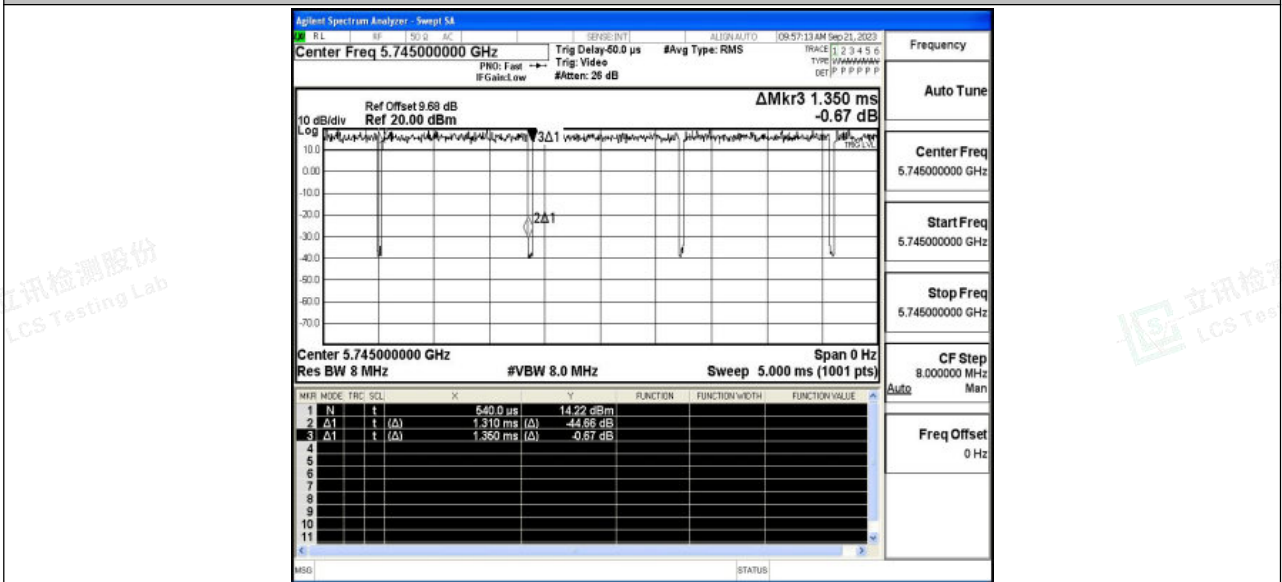 Agilent Spectrum Analyzer - Swept SA
RL RF 50 Ω AC SENSE:INT ALIGN AUTO 09:57:13 AM Sep 21, 2023
Center Freq 5.745000000 GHz
PNO: Fast
IFGain:Low
Trig Delay-50.0 µs
Trig: Video
#Atten: 26 dB
#Avg Type: RMS
TRACE 1 2 3 4 5 6
TYPE
DET P P P P P P
ΔMkr3 1.350 ms
-0.67 dB
Ref Offset 9.68 dB
10 dB/div Ref 20.00 dBm
Log
10.0
0.00
-10.0
-20.0
-30.0
-40.0
-50.0
-60.0
-70.0
3Δ1
TRIG LVL
2Δ1
Center 5.745000000 GHz Span 0 Hz
Res BW 8 MHz #VBW 8.0 MHz Sweep 5.000 ms (1001 pts)
MKR MODE TRC SCL X Y FUNCTION FUNCTION WIDTH FUNCTION VALUE
1 N t 540.0 µs 14.22 dBm
2 Δ1 t (Δ) 1.310 ms (Δ) -44.66 dB
3 Δ1 t (Δ) 1.350 ms (Δ) -0.67 dB
4
5
6
7
8
9
10
11
MSG STATUS
Frequency
Auto Tune
Center Freq
5.745000000 GHz
Start Freq
5.745000000 GHz
Stop Freq
5.745000000 GHz
CF Step
8.000000 MHz
Auto Man
Freq Offset
0 Hz
立讯检测股份
LCS Testing Lab
立讯检
LCS Tes